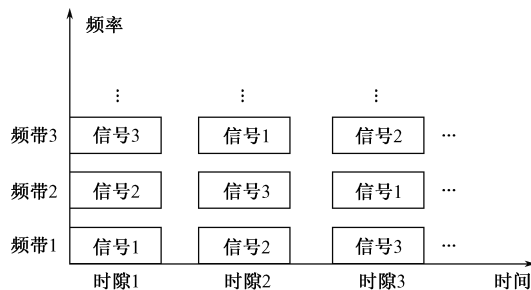 频率
⋮ ⋮ ⋮
频带3 信号3 信号1 信号2 …
频带2 信号2 信号3 信号1 …
频带1 信号1 信号2 信号3 …
时隙1 时隙2 时隙3 时间